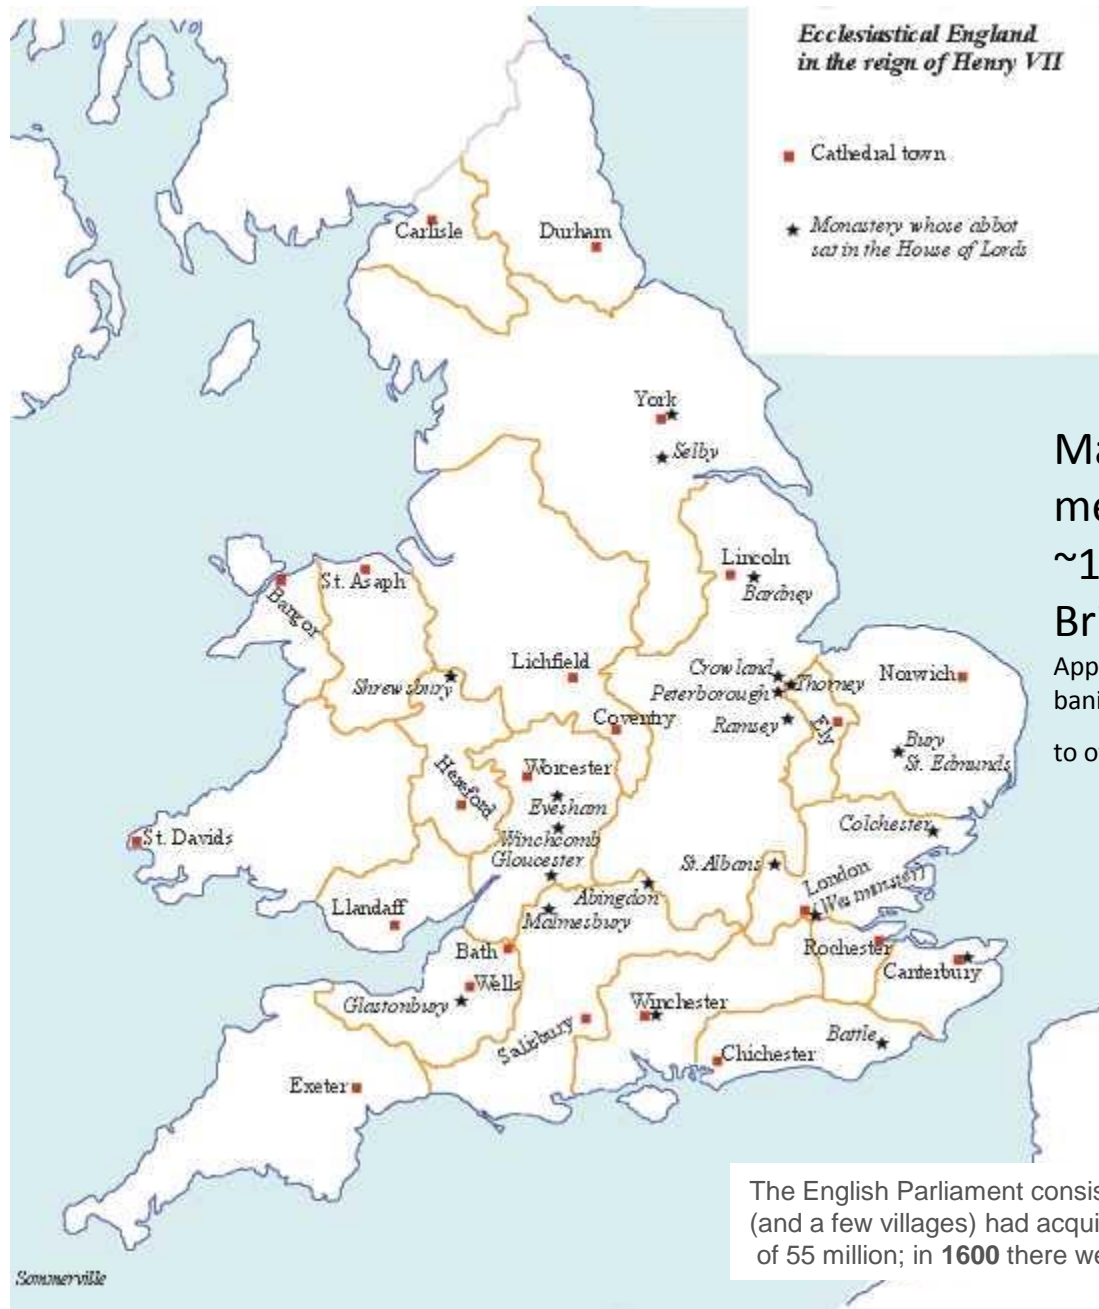 Ecclesiastical England
in the reign of Henry VII
Cathedral town
Monastery whose abbot
sat in the House of Lords
Carlisle
Durham
York
Selby
Lincoln
Bardney
St. Asaph
Bangor
Lichfield
Shrewsbury
Crowland
Peterborough
Thorney
Norwich
Ramsey
Coventry
Ely
Bury
St. Edmunds
Worcester
Hereford
Evesham
Winchcomb
Gloucester
St. Davids
Colchester
St. Albans
London
(Westminster)
Abingdon
Malmesbury
Llandaff
Bath
Rochester
Canterbury
Wells
Glastonbury
Winchester
Salisbury
Battle
Chichester
Exeter
Ma
me
~1
Br
App
bani
to o
The English Parliament consis
(and a few villages) had acqui
of 55 million; in 1600 there we
Sommerville